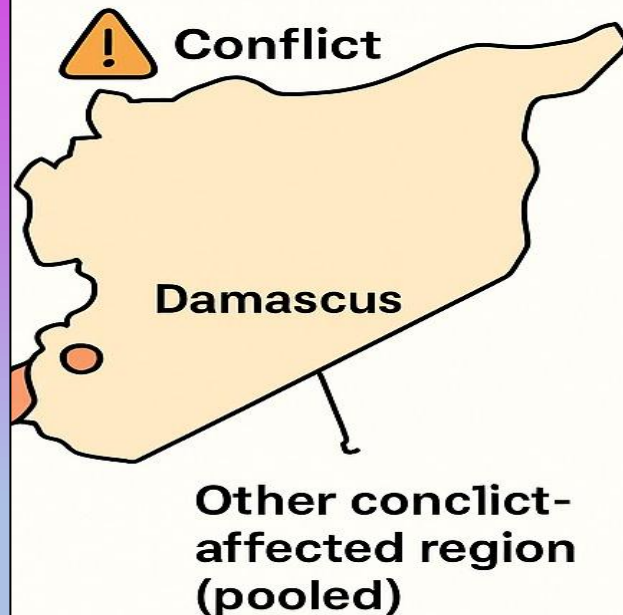 Conflict
Damascus
Other conclict-
affected region
(pooled)